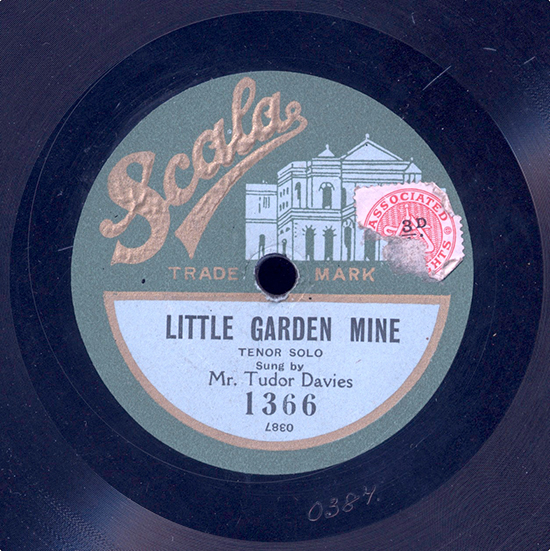 Scala
TRADE MARK
ASSOCIATED
3D.
LITTLE GARDEN MINE
TENOR SOLO
Sung by
Mr. Tudor Davies
1366
0387
0387.